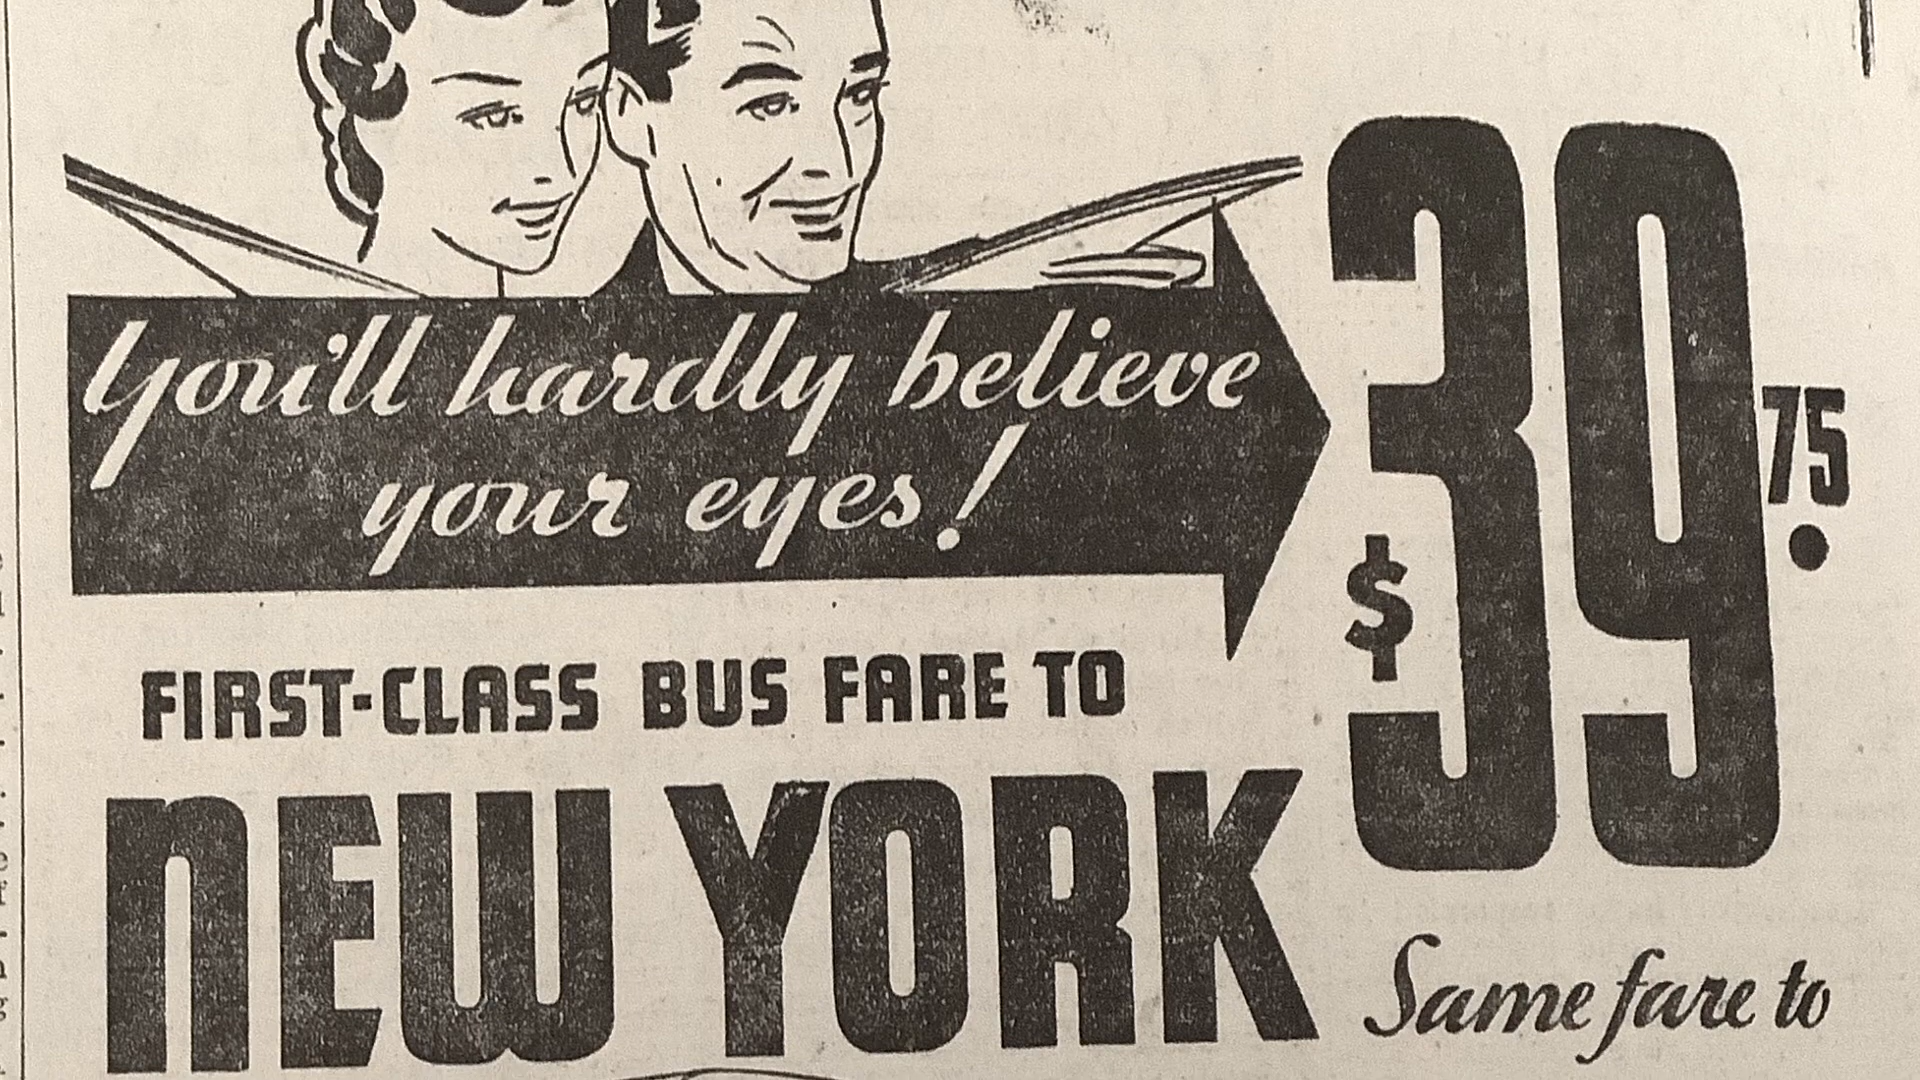 You'll hardly believe
your eyes!
$39.75
FIRST-CLASS BUS FARE TO
NEW YORK
Same fare to